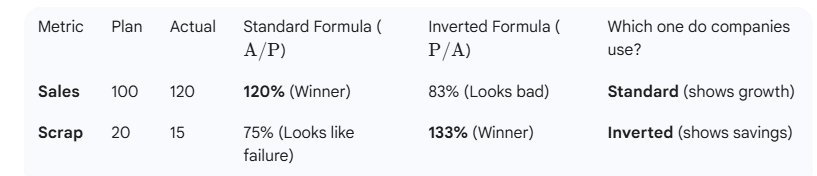 Metric Plan Actual Standard Formula ( Inverted Formula ( Which one do companies
A/P) P/A) use?
Sales 100 120 120% (Winner) 83% (Looks bad) Standard (shows growth)
Scrap 20 15 75% (Looks like 133% (Winner) Inverted (shows savings)
failure)